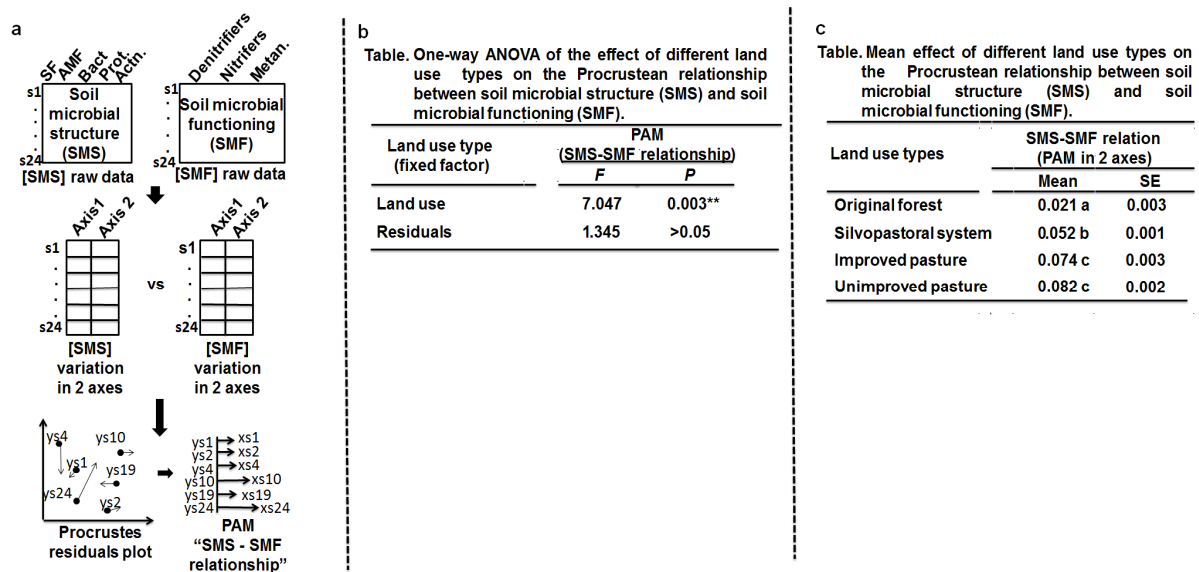 a
SF
AMF
Bact
Prot.
Actn.
s1
s24
Soil
microbial
structure
(SMS)
[SMS] raw data
Denitrifiers
Nitrifers
Metan.
s1
s24
Soil microbial
functioning
(SMF)
[SMF] raw data
Axis1
Axis 2
s1
s24
[SMS]
variation
in 2 axes
vs
Axis1
Axis 2
s1
s24
[SMF]
variation
in 2 axes
ys4
ys10
ys1
ys19
ys24
ys2
Procrustes
residuals plot
ys1 xs1
ys2 xs2
ys4 xs4
ys10 xs10
ys19 xs19
ys24 xs24
PAM
“SMS - SMF
relationship”
b
Table. One-way ANOVA of the effect of different land
use types on the Procrustean relationship
between soil microbial structure (SMS) and soil
microbial functioning (SMF).
Land use type
(fixed factor)
PAM
(SMS-SMF relationship)
F P
Land use 7.047 0.003**
Residuals 1.345 >0.05
c
Table. Mean effect of different land use types on
the Procrustean relationship between soil
microbial structure (SMS) and soil
microbial functioning (SMF).
Land use types
SMS-SMF relation
(PAM in 2 axes)
Mean SE
Original forest 0.021 a 0.003
Silvopastoral system 0.052 b 0.001
Improved pasture 0.074 c 0.003
Unimproved pasture 0.082 c 0.002